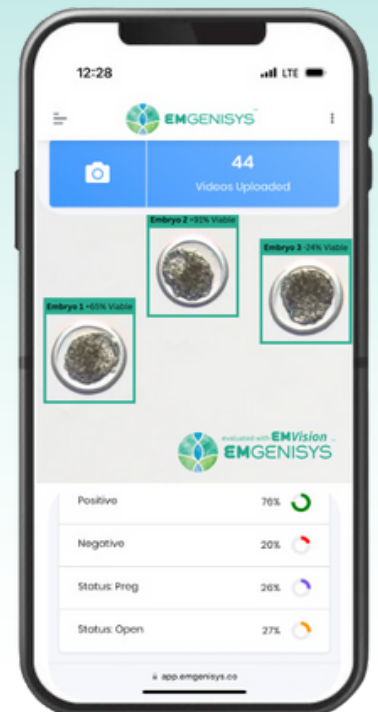 12:28 LTE
EMGENISYS™
44
Videos Uploaded
Embryo 2 +91% Viable
Embryo 3 -24% Viable
Embryo 1 +65% Viable
evaluated with EMVision
EMGENISYS
Positive 76%
Negative 20%
Status: Preg 26%
Status: Open 27%
app.emgenisys.co